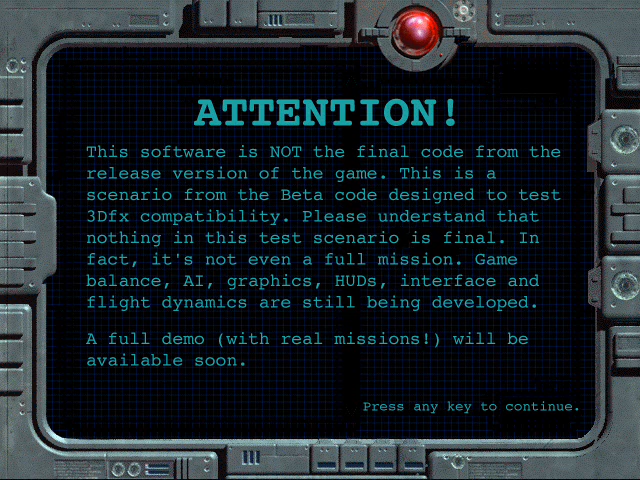 ATTENTION!
This software is NOT the final code from the
release version of the game. This is a
scenario from the Beta code designed to test
3Dfx compatibility. Please understand that
nothing in this test scenario is final. In
fact, it's not even a full mission. Game
balance, AI, graphics, HUDs, interface and
flight dynamics are still being developed.
A full demo (with real missions!) will be
available soon.
Press any key to continue.